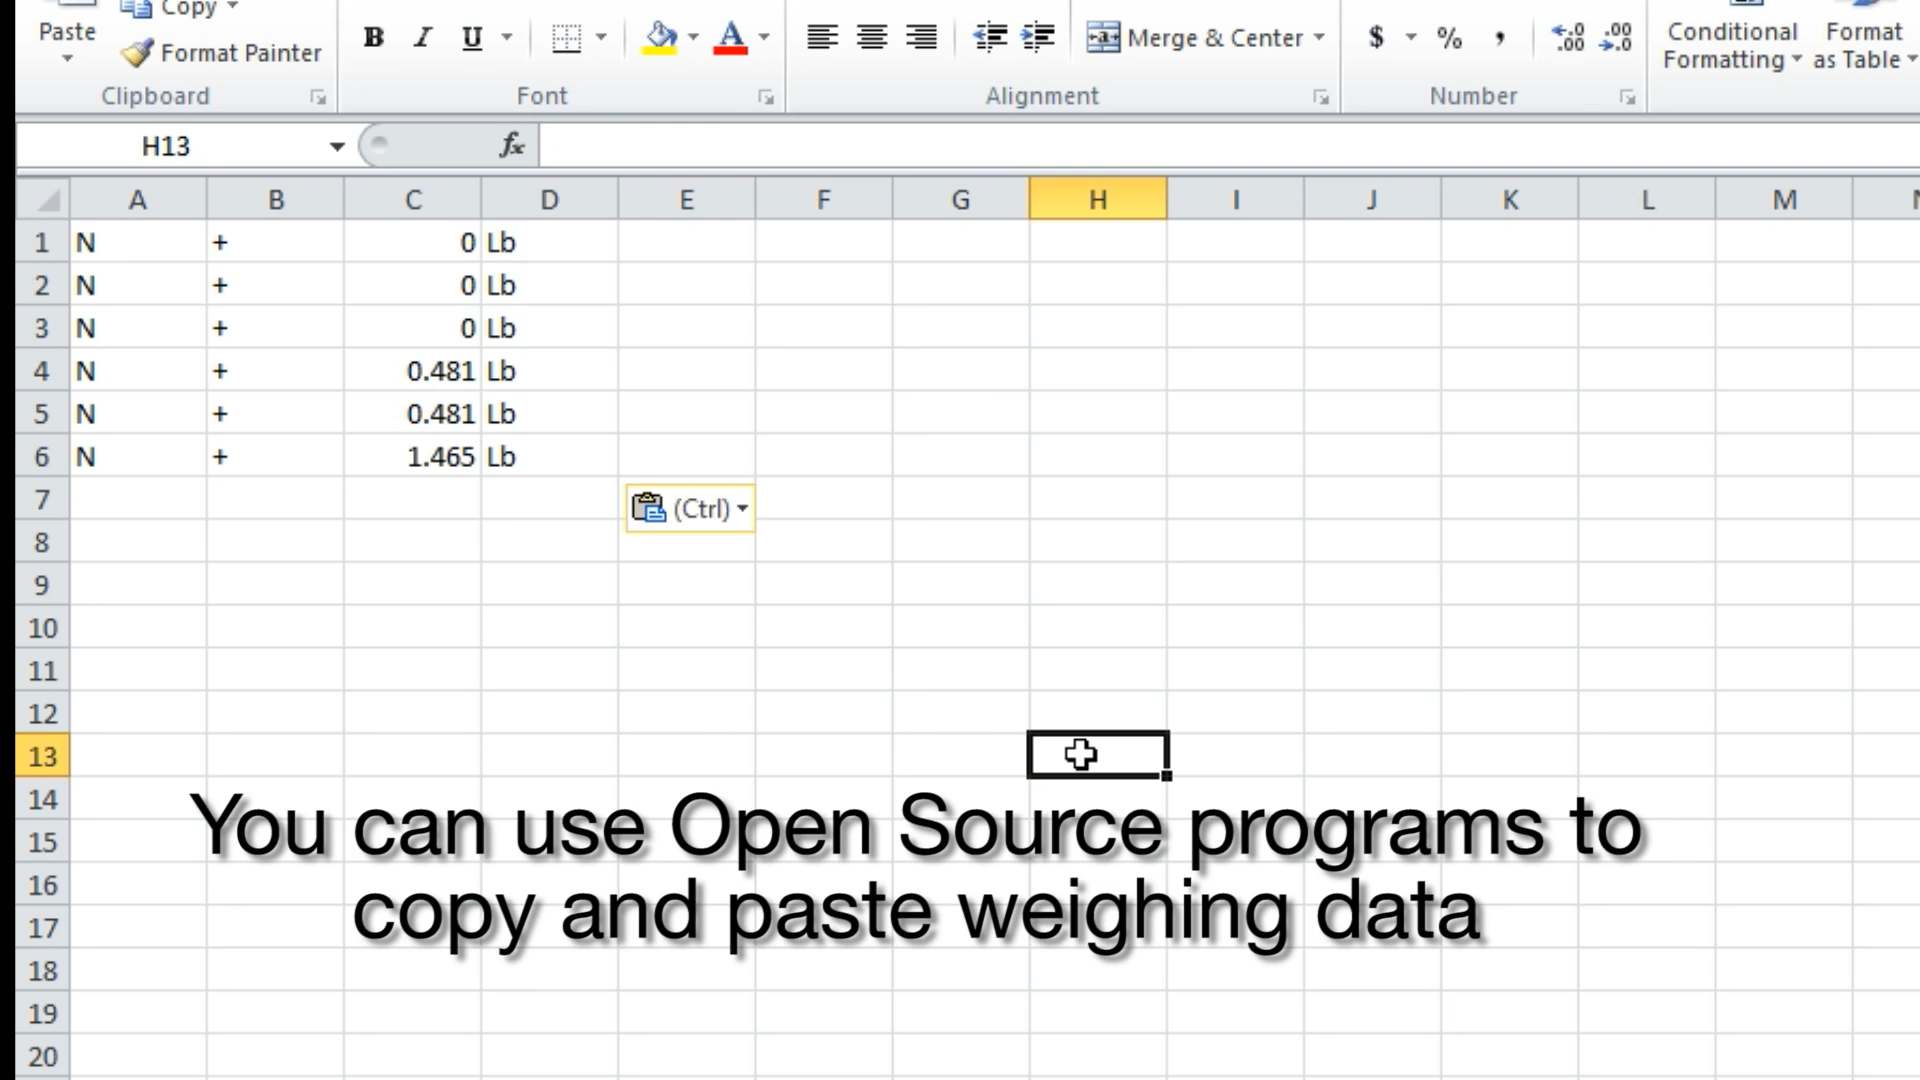 Paste Copy
Format Painter
B I U A Merge & Center $ % , Conditional Formatting Format as Table
Clipboard Font Alignment Number
H13 fx
A B C D E F G H I J K L M
1 N + 0 Lb
2 N + 0 Lb
3 N + 0 Lb
4 N + 0.481 Lb
5 N + 0.481 Lb
6 N + 1.465 Lb
7
(Ctrl)
8
9
10
11
12
13
14
15
16
17
18
19
20
You can use Open Source programs to
copy and paste weighing data